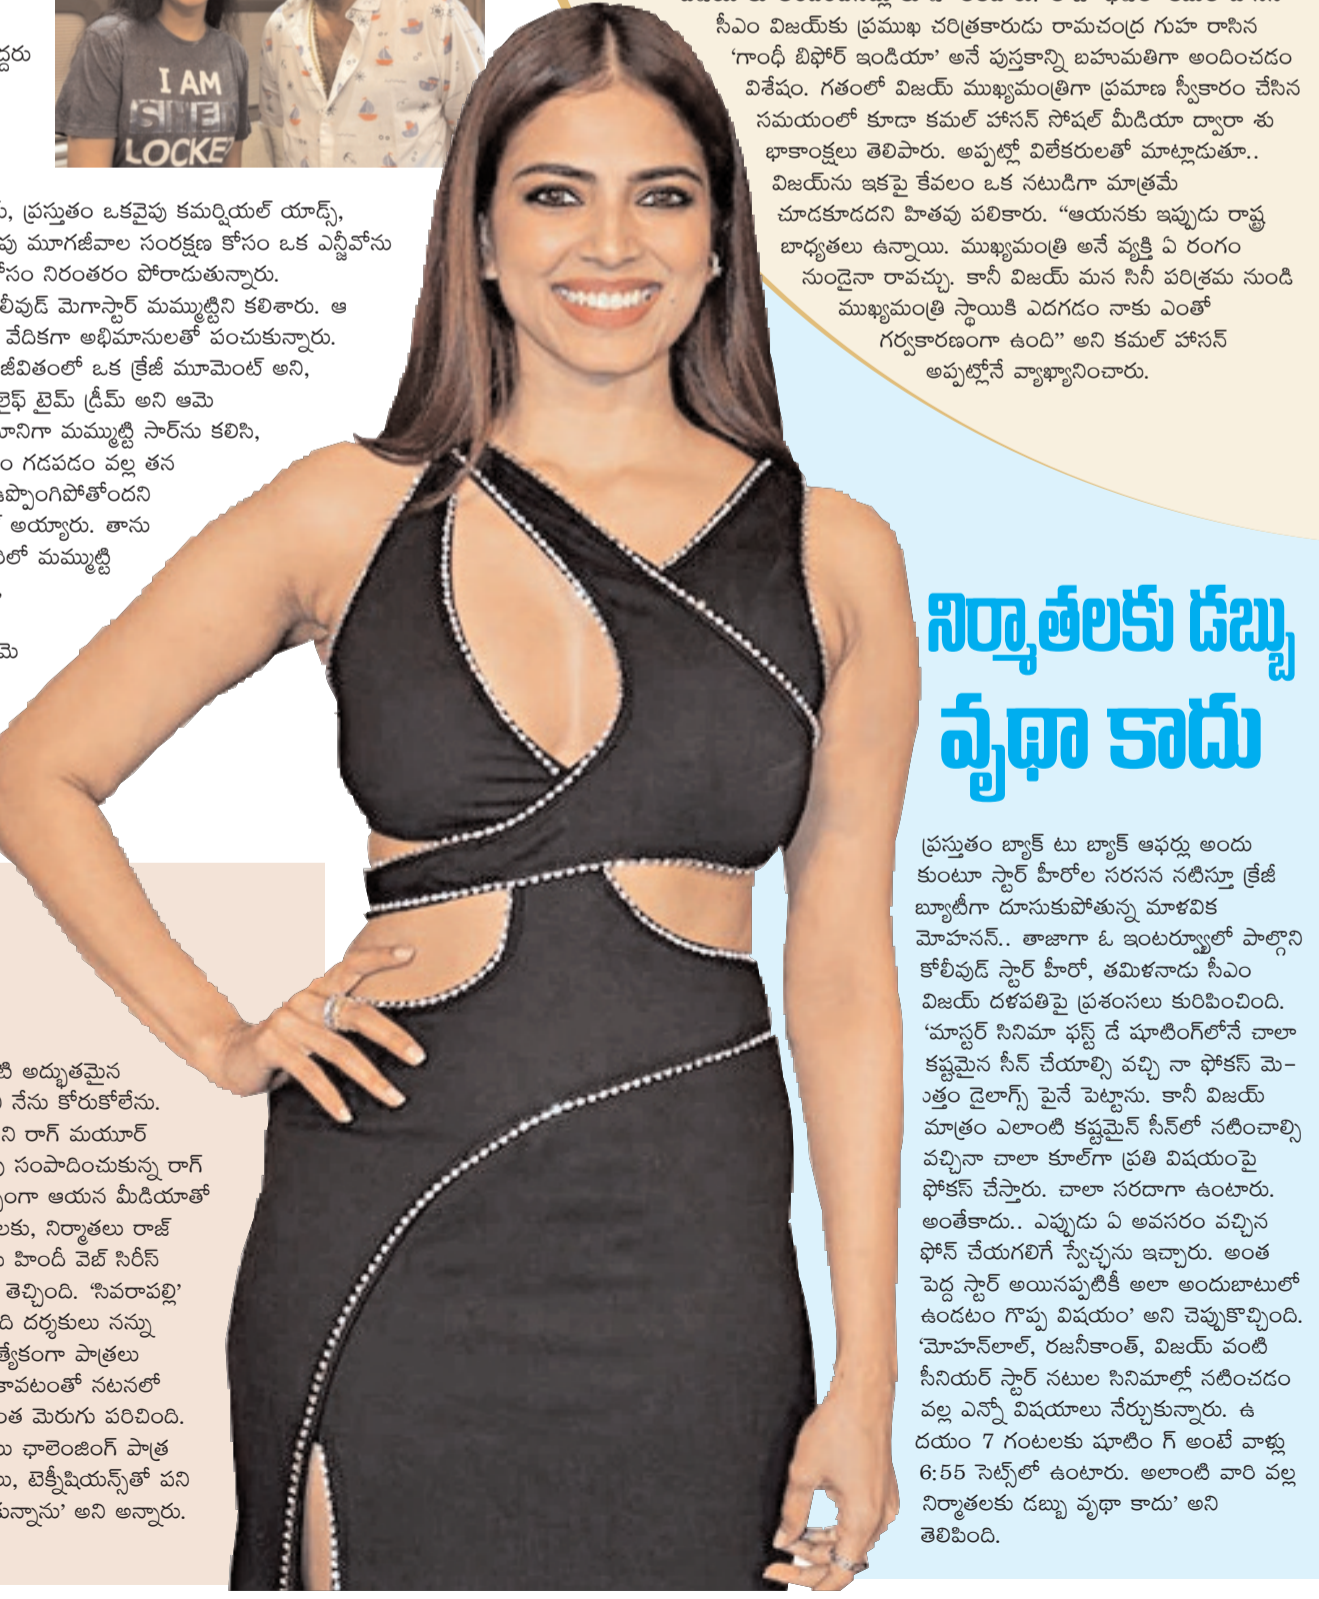 I AM
SHE
LOCKE
ద్దరు
ప్రస్తుతం ఒకవైపు కమర్షియల్ యాడ్స్,
మూగజీవాల సంరక్షణ కోసం ఒక ఎన్జీవోను
నిరంతరం పోరాడుతున్నారు.
మెగాస్టార్ మమ్ముట్టిని కలిశారు. ఆ
వేదికగా అభిమానులతో పంచుకున్నారు.
జీవితంలో ఒక క్రేజీ మూమెంట్ అని,
లైఫ్ టైమ్ డ్రీమ్ అని ఆమె
మమ్ముట్టి సార్‌ను కలిసి,
గడపడం వల్ల తన
ఉప్పొంగిపోతోందని
అయ్యారు. తాను
మమ్ముట్టి
సీఎం విజయ్‌కు ప్రముఖ చరిత్రకారుడు రామచంద్ర గుహ రాసిన
‘గాంధీ బిఫోర్ ఇండియా’ అనే పుస్తకాన్ని బహుమతిగా అందించడం
విశేషం. గతంలో విజయ్ ముఖ్యమంత్రిగా ప్రమాణ స్వీకారం చేసిన
సమయంలో కూడా కమల్ హాసన్ సోషల్ మీడియా ద్వారా శు
భాకాంక్షలు తెలిపారు. అప్పట్లో విలేకరులతో మాట్లాడుతూ..
విజయ్‌ను ఇకపై కేవలం ఒక నటుడిగా మాత్రమే
చూడకూడదని హితవు పలికారు. “ఆయనకు ఇప్పుడు రాష్ట్ర
బాధ్యతలు ఉన్నాయి. ముఖ్యమంత్రి అనే వ్యక్తి ఏ రంగం
నుండైనా రావచ్చు. కానీ విజయ్ మన సినీ పరిశ్రమ నుండి
ముఖ్యమంత్రి స్థాయికి ఎదగడం నాకు ఎంతో
గర్వకారణంగా ఉంది” అని కమల్ హాసన్
అప్పట్లోనే వ్యాఖ్యానించారు.
అద్భుతమైన
నేను కోరుకోలేను.
రాగ్ మయూర్
సంపాదించుకున్న రాగ్
ఆయన మీడియాతో
నిర్మాతలు రాజ్
హిందీ వెబ్ సిరీస్
తెచ్చింది. ‘సివరాపల్లి’
దర్శకులు నన్ను
పాత్రలు
నటనలో
మెరుగు పరిచింది.
ఛాలెంజింగ్ పాత్ర
టెక్నీషియన్స్‌తో పని
అని అన్నారు.
నిర్మాతలకు డబ్బు
వృథా కాదు
ప్రస్తుతం బ్యాక్ టు బ్యాక్ ఆఫర్లు అందు
కుంటూ స్టార్ హీరోల సరసన నటిస్తూ క్రేజీ
బ్యూటీగా దూసుకుపోతున్న మాళవిక
మోహనన్.. తాజాగా ఓ ఇంటర్వ్యూలో పాల్గొని
కోలీవుడ్ స్టార్ హీరో, తమిళనాడు సీఎం
విజయ్ దళపతిపై ప్రశంసలు కురిపించింది.
‘మాస్టర్ సినిమా ఫస్ట్ డే షూటింగ్‌లోనే చాలా
కష్టమైన సీన్ చేయాల్సి వచ్చి నా ఫోకస్ మె-
ుత్తం డైలాగ్స్ పైనే పెట్టాను. కానీ విజయ్
మాత్రం ఎలాంటి కష్టమైన్ సీన్‌లో నటించాల్సి
వచ్చినా చాలా కూల్‌గా ప్రతి విషయంపై
ఫోకస్ చేస్తారు. చాలా సరదాగా ఉంటారు.
అంతేకాదు.. ఎప్పుడు ఏ అవసరం వచ్చిన
ఫోన్ చేయగలిగే స్వేచ్ఛను ఇచ్చారు. అంత
పెద్ద స్టార్ అయినప్పటికీ అలా అందుబాటులో
ఉండటం గొప్ప విషయం’ అని చెప్పుకొచ్చింది.
‘మోహన్‌లాల్, రజనీకాంత్, విజయ్ వంటి
సీనియర్ స్టార్ నటుల సినిమాల్లో నటించడం
వల్ల ఎన్నో విషయాలు నేర్చుకున్నారు. ఉ
దయం 7 గంటలకు షూటిం గ్ అంటే వాళ్లు
6:55 సెట్స్‌లో ఉంటారు. అలాంటి వారి వల్ల
నిర్మాతలకు డబ్బు వృథా కాదు’ అని
తెలిపింది.